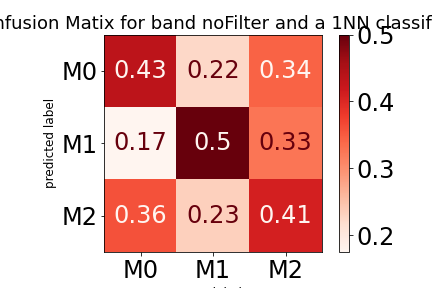 nfusion Matix for band noFilter and a 1NN classif
M0 0.43 0.22 0.34
M1 0.17 0.5 0.33
M2 0.36 0.23 0.41
M0 M1 M2
predicted label
0.5
0.4
0.3
0.2